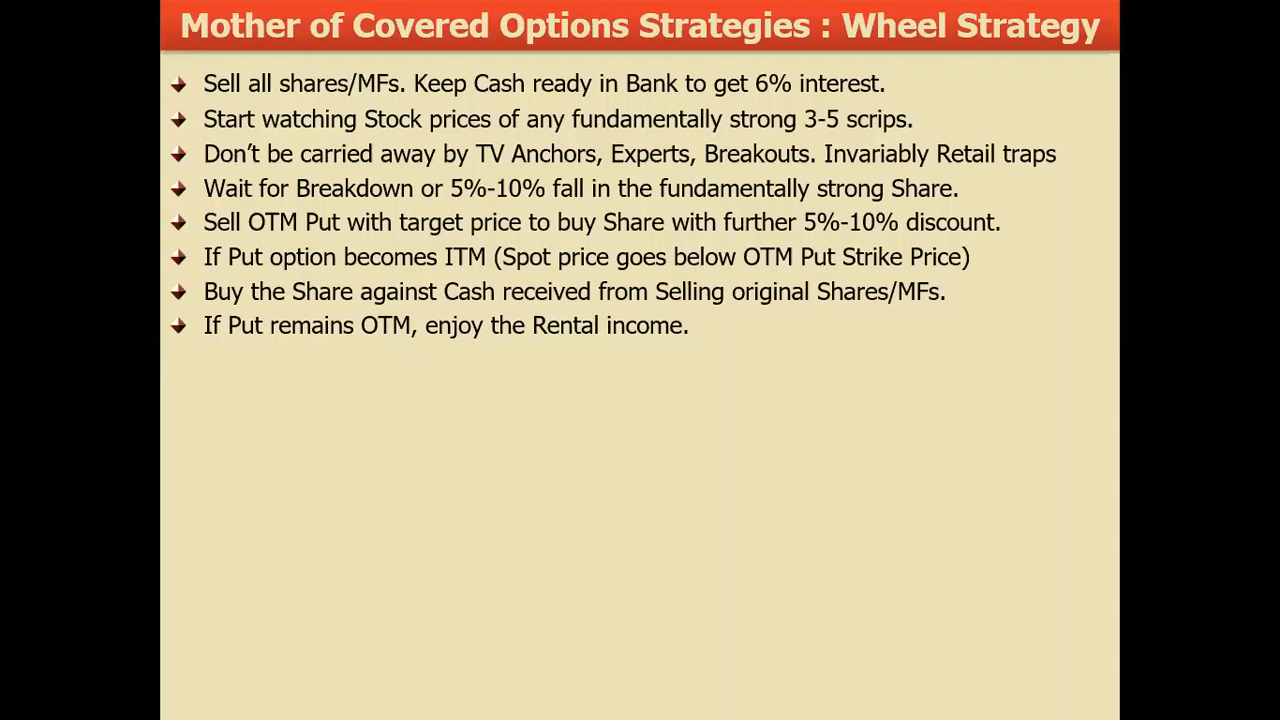 Mother of Covered Options Strategies : Wheel Strategy
Sell all shares/MFs. Keep Cash ready in Bank to get 6% interest.
Start watching Stock prices of any fundamentally strong 3-5 scrips.
Don’t be carried away by TV Anchors, Experts, Breakouts. Invariably Retail traps
Wait for Breakdown or 5%-10% fall in the fundamentally strong Share.
Sell OTM Put with target price to buy Share with further 5%-10% discount.
If Put option becomes ITM (Spot price goes below OTM Put Strike Price)
Buy the Share against Cash received from Selling original Shares/MFs.
If Put remains OTM, enjoy the Rental income.